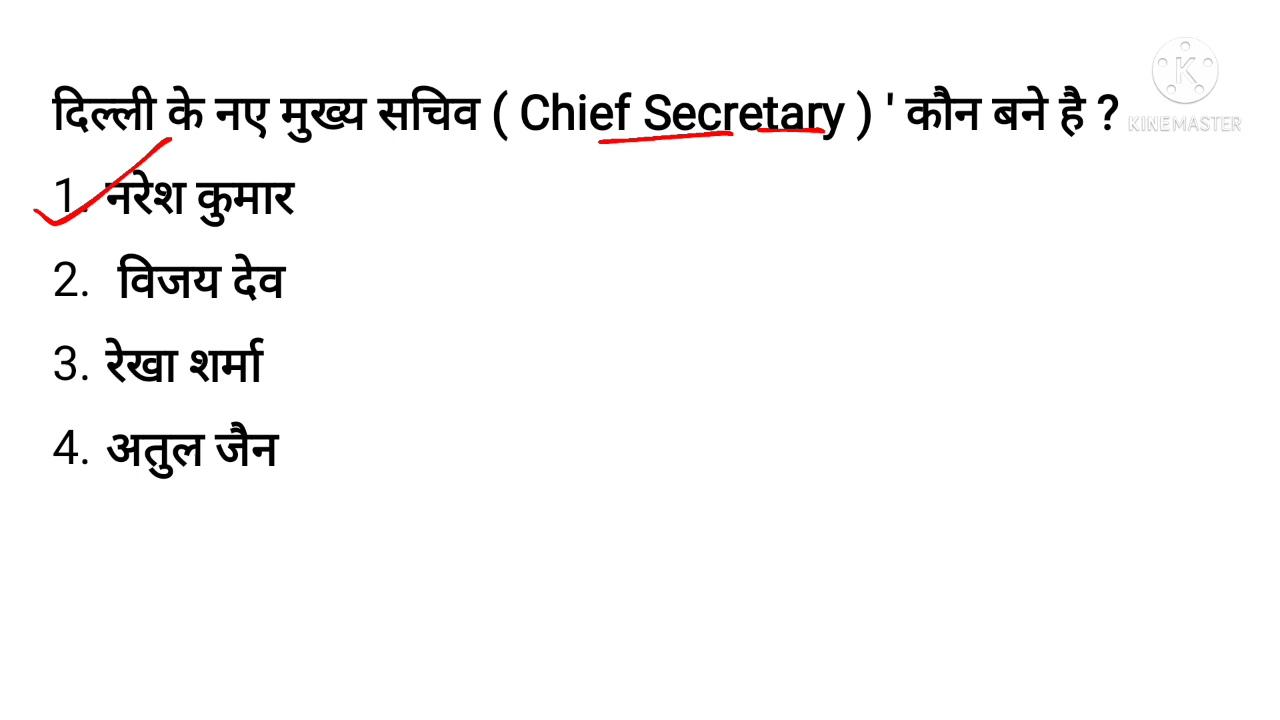 दिल्ली के नए मुख्य सचिव ( Chief Secretary ) ' कौन बने है ?
KINEMASTER
1. नरेश कुमार
2. विजय देव
3. रेखा शर्मा
4. अतुल जैन